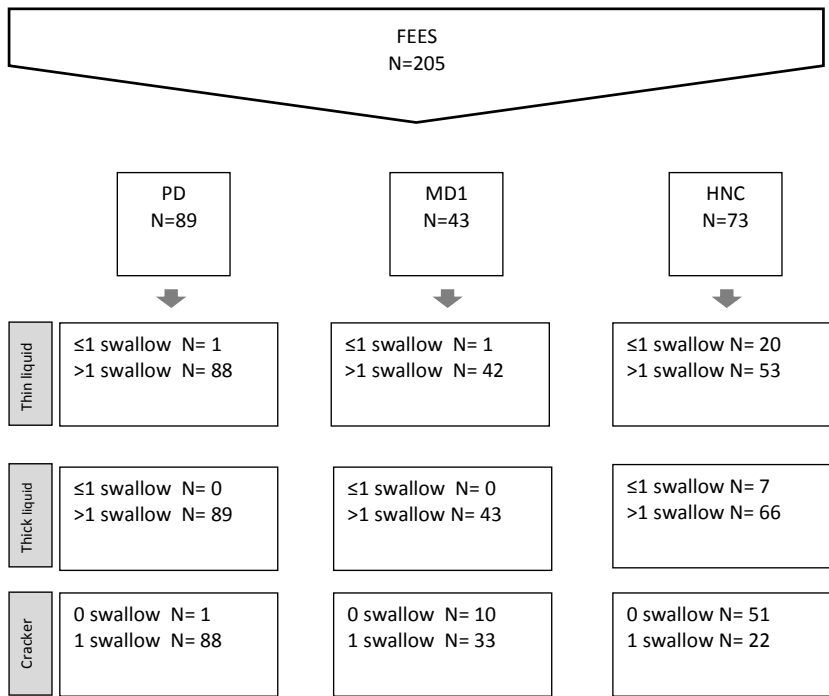 FEES
N=205
PD
N=89
MD1
N=43
HNC
N=73
Thin liquid
≤1 swallow N= 1
>1 swallow N= 88
≤1 swallow N= 1
>1 swallow N= 42
≤1 swallow N= 20
>1 swallow N= 53
Thick liquid
≤1 swallow N= 0
>1 swallow N= 89
≤1 swallow N= 0
>1 swallow N= 43
≤1 swallow N= 7
>1 swallow N= 66
Cracker
0 swallow N= 1
1 swallow N= 88
0 swallow N= 10
1 swallow N= 33
0 swallow N= 51
1 swallow N= 22